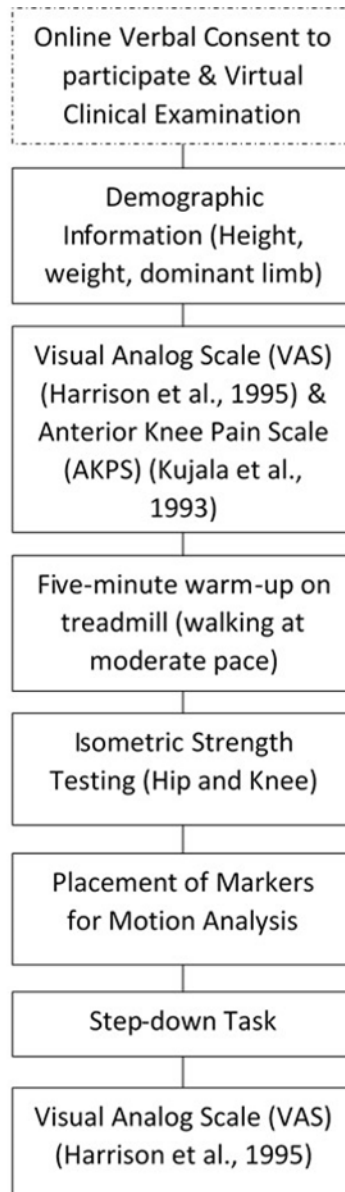 Online Verbal Consent to
participate & Virtual
Clinical Examination
Demographic
Information (Height,
weight, dominant limb)
Visual Analog Scale (VAS)
(Harrison et al., 1995) &
Anterior Knee Pain Scale
(AKPS) (Kujala et al.,
1993)
Five-minute warm-up on
treadmill (walking at
moderate pace)
Isometric Strength
Testing (Hip and Knee)
Placement of Markers
for Motion Analysis
Step-down Task
Visual Analog Scale (VAS)
(Harrison et al., 1995)